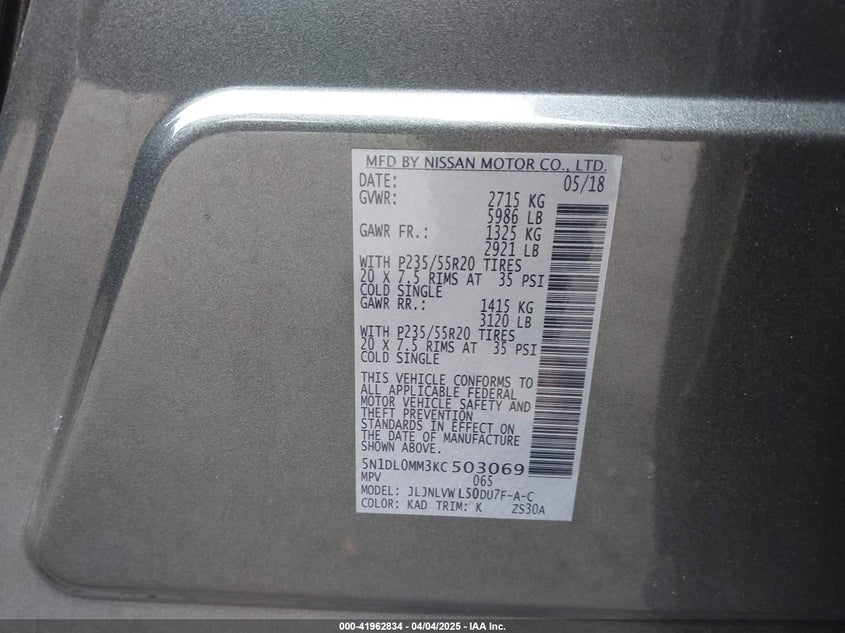 MFD BY NISSAN MOTOR CO., LTD.
DATE: 05/18
GVWR: 2715 KG
5986 LB
GAWR FR.: 1325 KG
2921 LB
WITH P235/55R20 TIRES
20 X 7.5 RIMS AT 35 PSI
COLD SINGLE
GAWR RR.: 1415 KG
3120 LB
WITH P235/55R20 TIRES
20 X 7.5 RIMS AT 35 PSI
COLD SINGLE
THIS VEHICLE CONFORMS TO
ALL APPLICABLE FEDERAL
MOTOR VEHICLE SAFETY AND
THEFT PREVENTION
STANDARDS IN EFFECT ON
THE DATE OF MANUFACTURE
SHOWN ABOVE.
5N1DL0MM3KC503069
MPV 065
MODEL: JLJNLVWL50DU7F-A-C
COLOR: KAD TRIM: K ZS30A
000-41962834 - 04/04/2025 - IAA Inc.